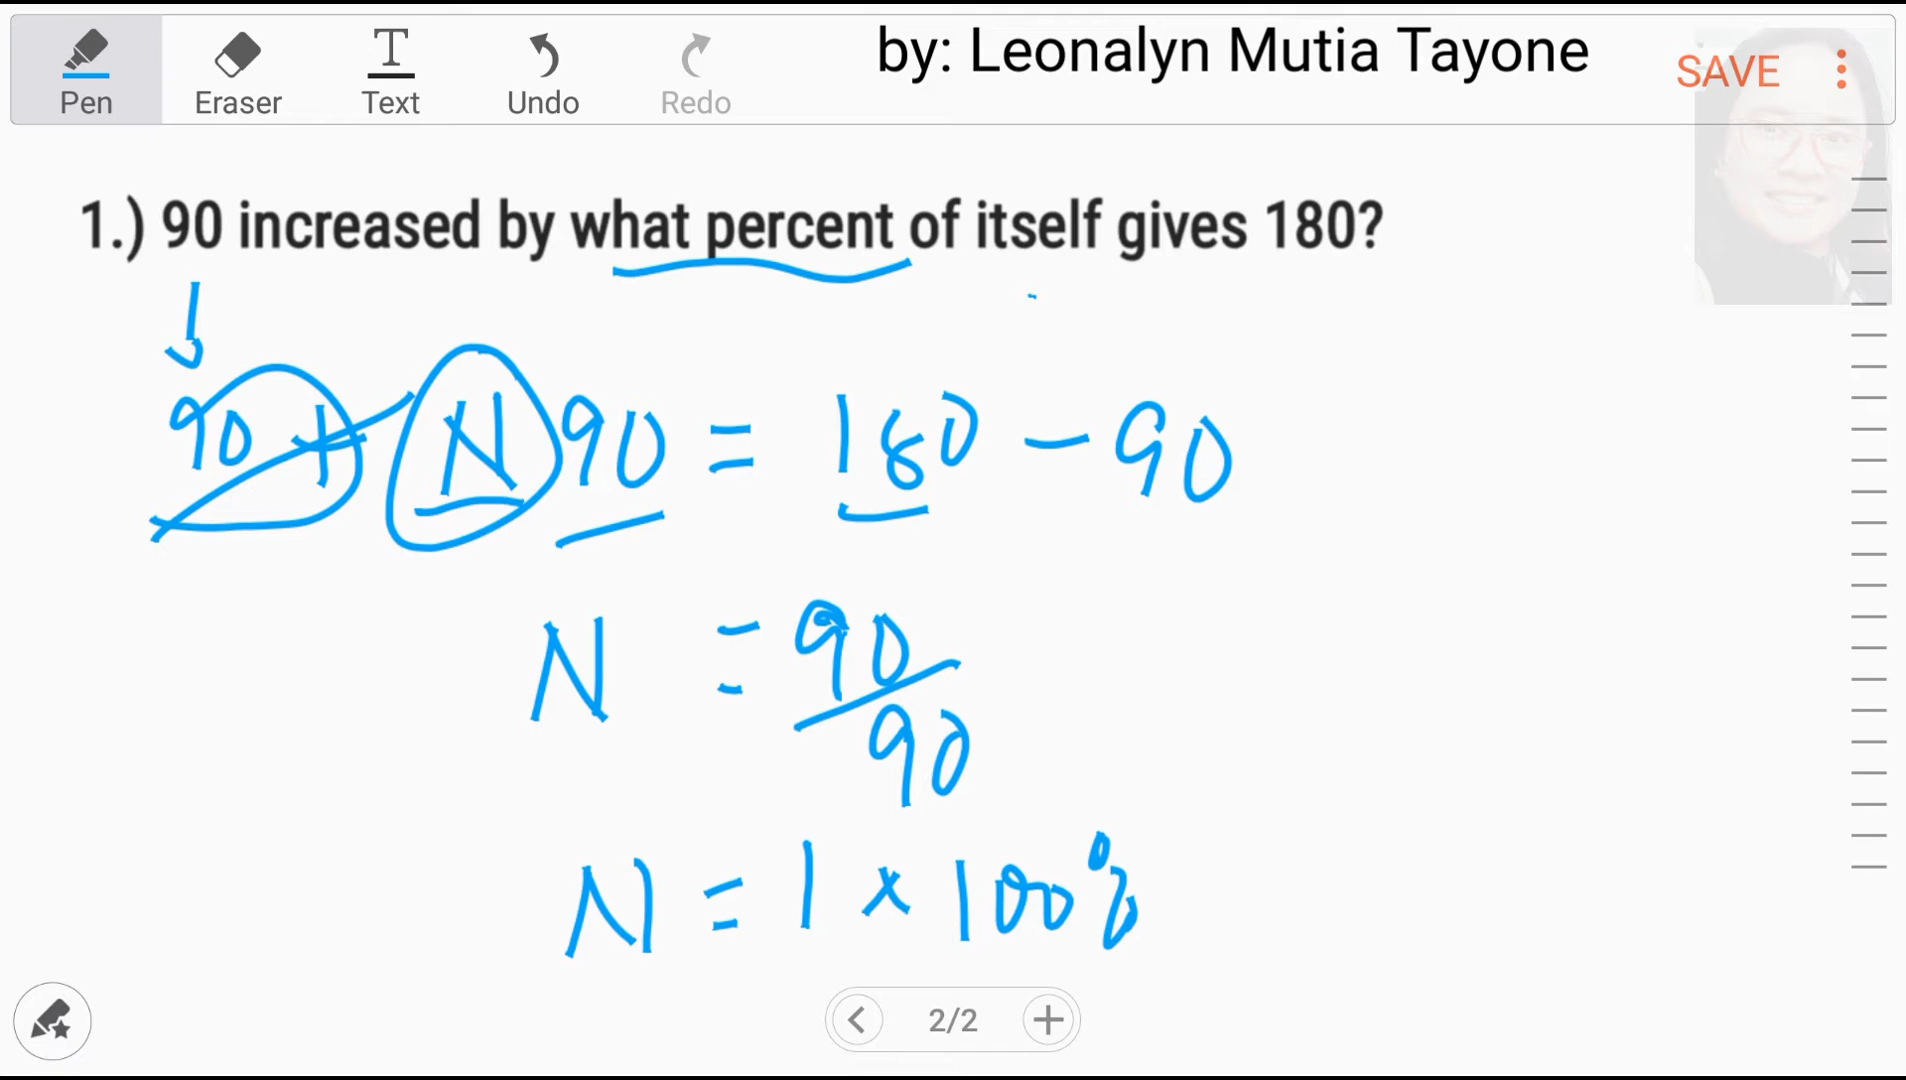 by: Leonalyn Mutia Tayone
SAVE
Pen Eraser Text Undo Redo
1.) 90 increased by what percent of itself gives 180?
90 + N 90 = 180 - 90
N = 90/90
N = 1 x 100%
2/2